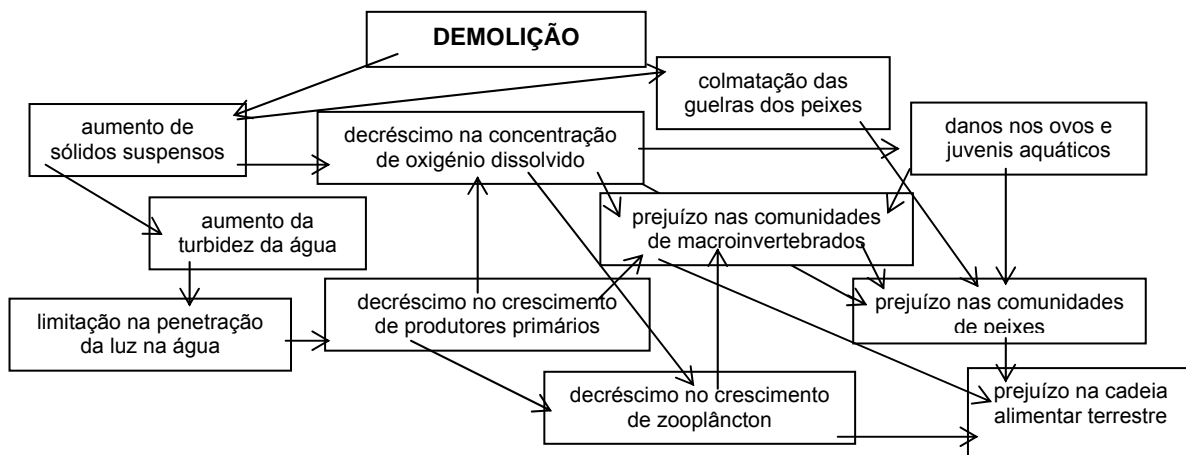 DEMOLIÇÃO
colmatação das
guelras dos peixes
aumento de
sólidos suspensos
decréscimo na concentração
de oxigénio dissolvido
danos nos ovos e
juvenis aquáticos
aumento da
turbidez da água
prejuízo nas comunidades
de macroinvertebrados
limitação na penetração
da luz na água
decréscimo no crescimento
de produtores primários
prejuízo nas comunidades
de peixes
decréscimo no crescimento
de zooplâncton
prejuízo na cadeia
alimentar terrestre